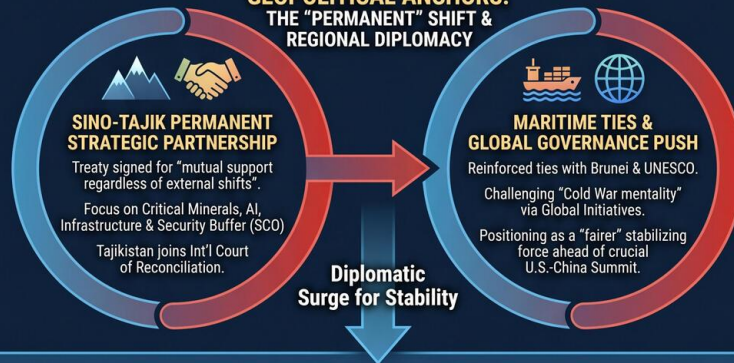 GEOPOLITICAL ANCHORS:
THE "PERMANENT" SHIFT &
REGIONAL DIPLOMACY
SINO-TAJIK PERMANENT
STRATEGIC PARTNERSHIP
Treaty signed for "mutual support
regardless of external shifts".
Focus on Critical Minerals, AI,
Infrastructure & Security Buffer (SCO)
Tajikistan joins Int'l Court
of Reconciliation.
MARITIME TIES &
GLOBAL GOVERNANCE PUSH
Reinforced ties with Brunei & UNESCO.
Challenging "Cold War mentality"
via Global Initiatives.
Positioning as a "fairer" stabilizing
force ahead of crucial
U.S.-China Summit.
Diplomatic
Surge for Stability